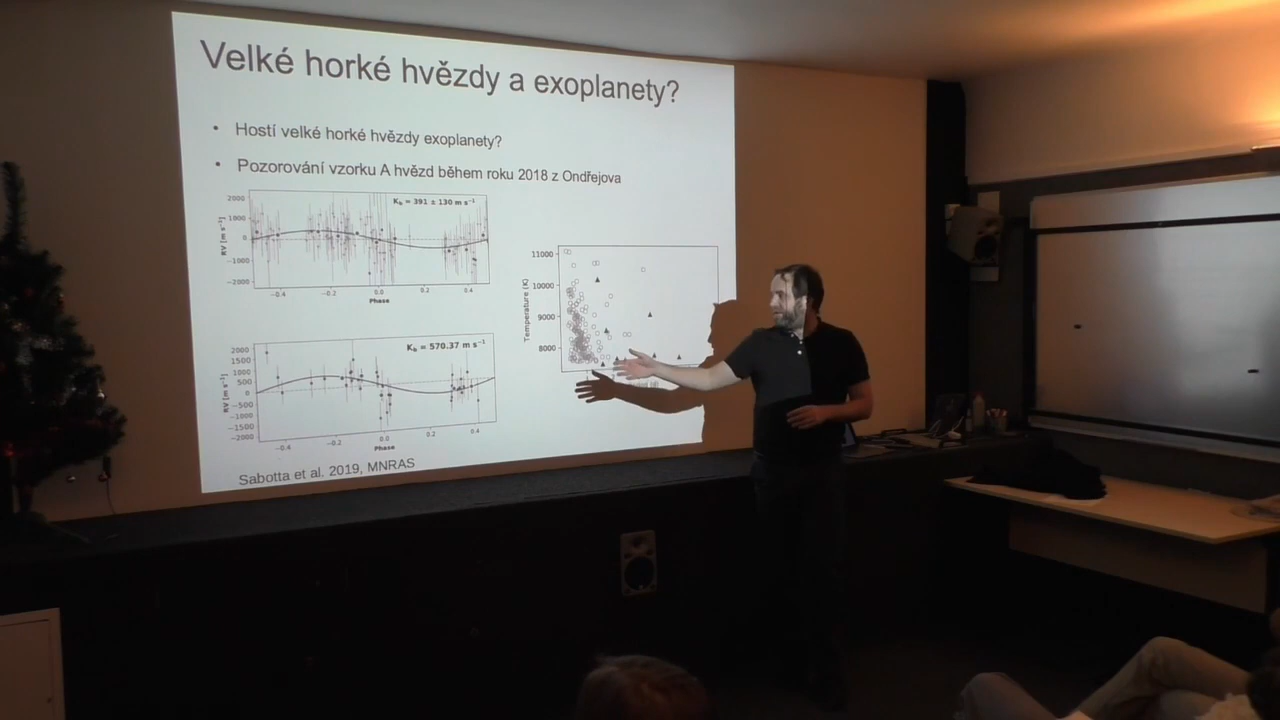 Velké horké hvězdy a exoplanety?
• Hostí velké horké hvězdy exoplanety?
• Pozorování vzorku A hvězd během roku 2018 z Ondřejova
K_b = 391 ± 130 m s⁻¹
RV [m s⁻¹]
2000
1000
0
−1000
−2000
−0.4 −0.2 0.0 0.2 0.4
Phase
Temperature (K)
11000
10000
9000
8000
K_b = 570.37 m s⁻¹
RV [m s⁻¹]
2000
1500
1000
500
0
−500
−1000
−1500
−2000
−0.4 −0.2 0.0 0.2 0.4
Phase
Sabotta et al. 2019, MNRAS